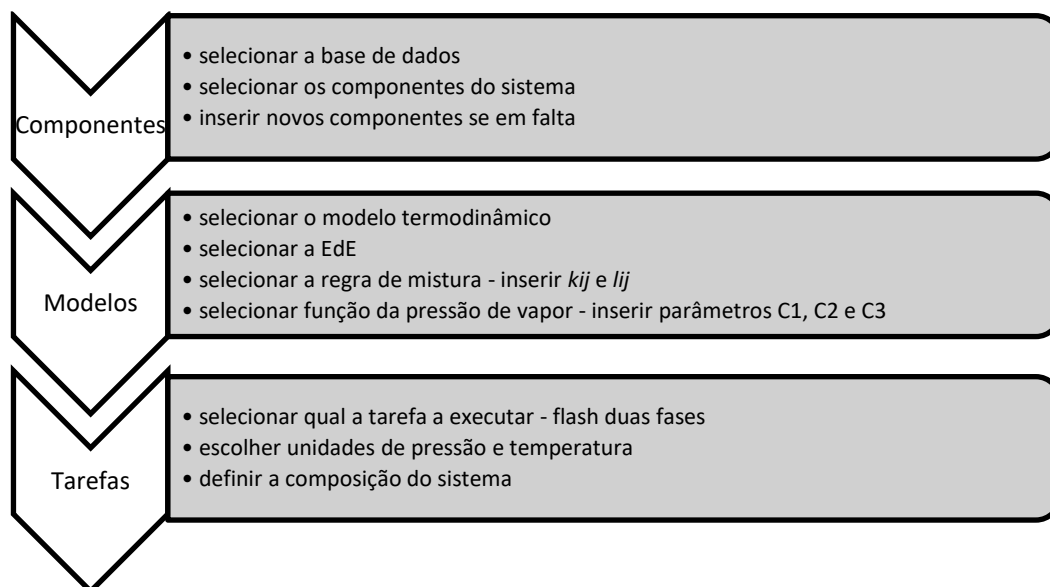 Componentes
• selecionar a base de dados
• selecionar os componentes do sistema
• inserir novos componentes se em falta
Modelos
• selecionar o modelo termodinâmico
• selecionar a EdE
• selecionar a regra de mistura - inserir kij e lij
• selecionar função da pressão de vapor - inserir parâmetros C1, C2 e C3
Tarefas
• selecionar qual a tarefa a executar - flash duas fases
• escolher unidades de pressão e temperatura
• definir a composição do sistema